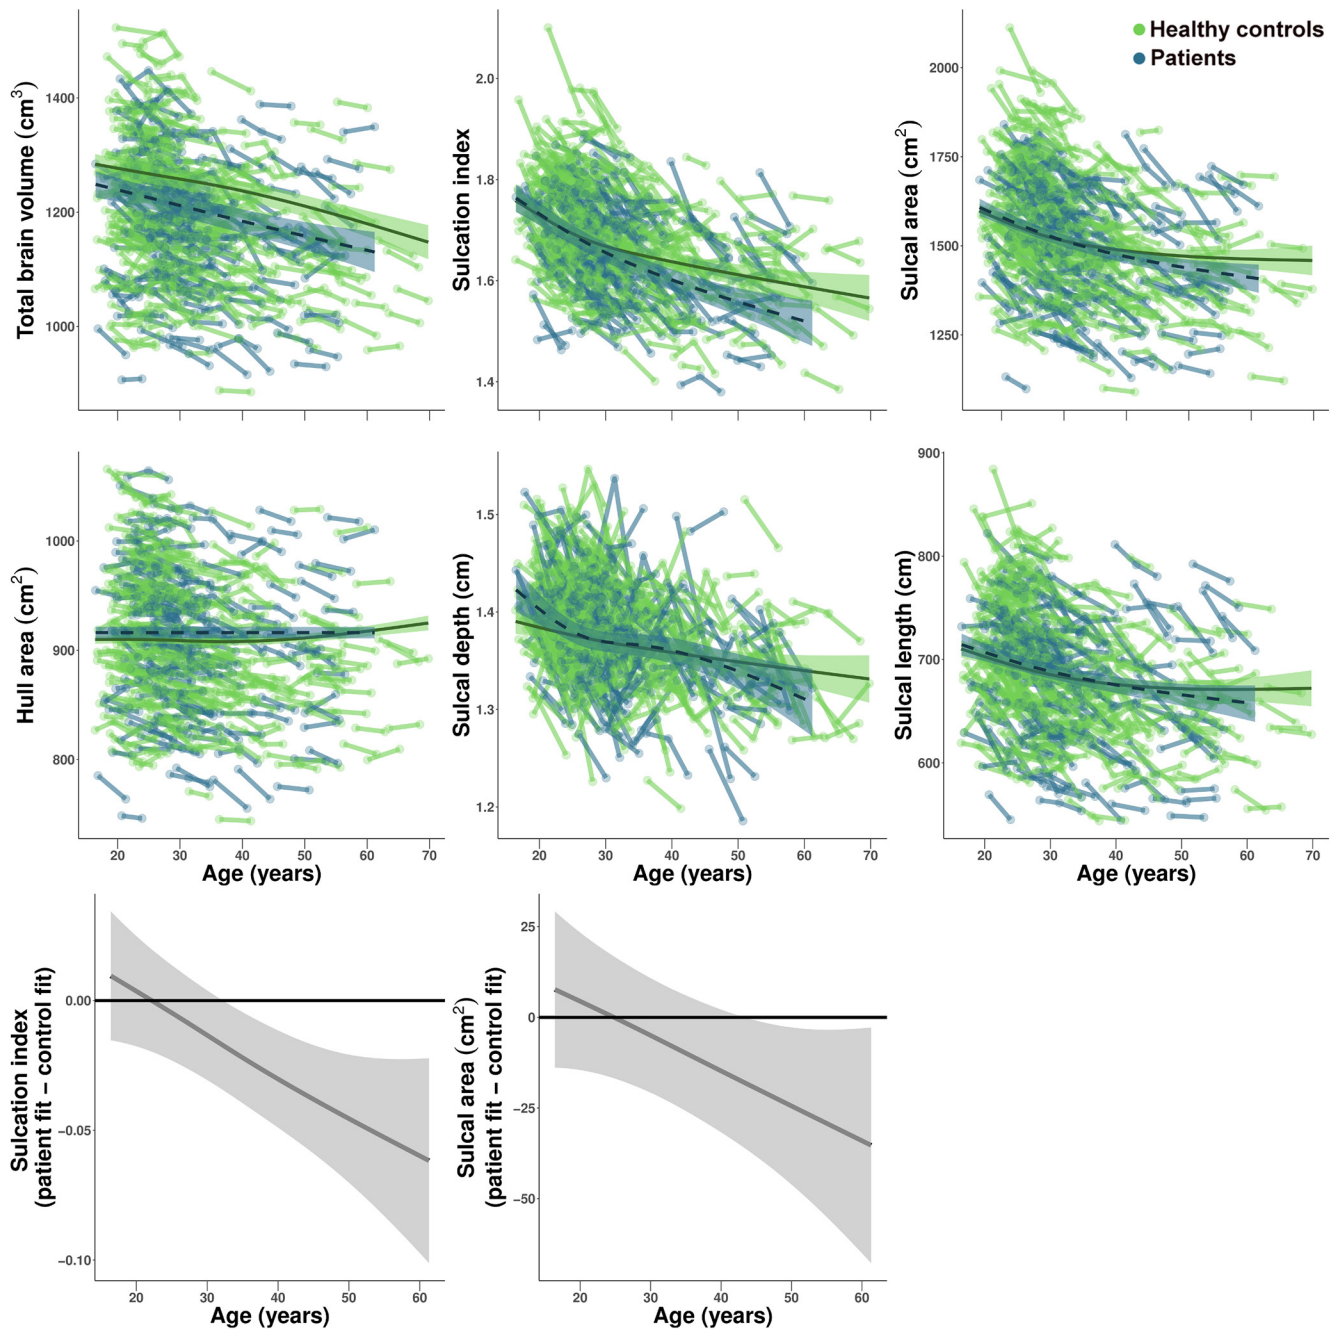 Healthy controls
Patients
Total brain volume (cm³)
1400
1200
1000
Sulcation index
2.0
1.8
1.6
1.4
Sulcal area (cm²)
2000
1750
1500
1250
Hull area (cm²)
1000
900
800
20 30 40 50 60 70
Age (years)
Sulcal depth (cm)
1.5
1.4
1.3
1.2
20 30 40 50 60 70
Age (years)
Sulcal length (cm)
900
800
700
600
20 30 40 50 60 70
Age (years)
Sulcation index
(patient fit − control fit)
0.00
−0.05
−0.10
20 30 40 50 60
Age (years)
Sulcal area (cm²)
(patient fit − control fit)
25
0
−25
−50
20 30 40 50 60
Age (years)